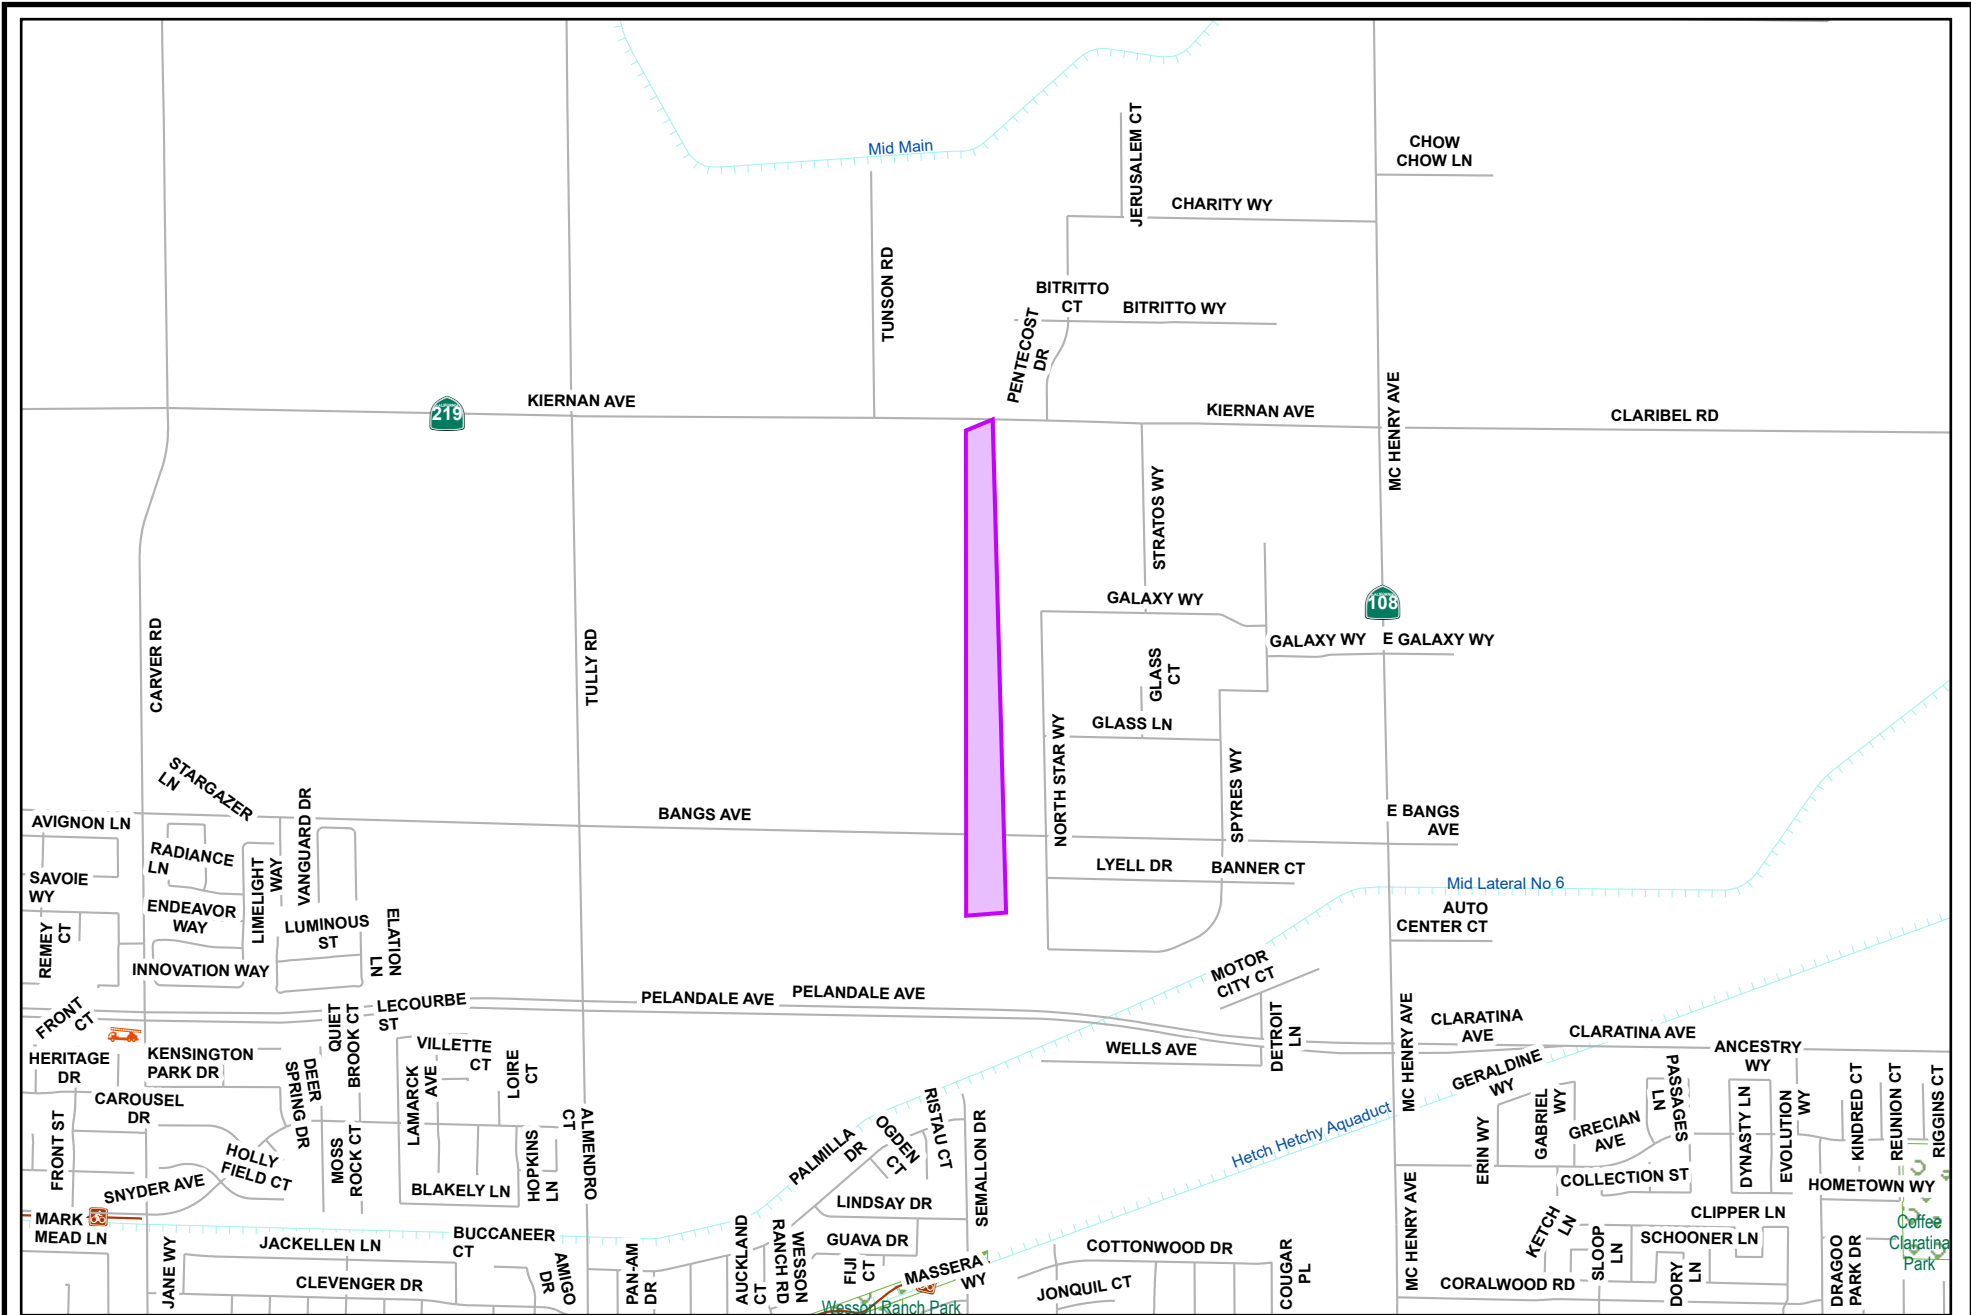 Mid Main
JERUSALEM CT
CHOW
CHOW LN
CHARITY WY
TUNSON RD
BITRITTO
CT
BITRITTO WY
PENTECOST
DR
KIERNAN AVE
219
KIERNAN AVE
MC HENRY AVE
CLARIBEL RD
STRATOS WY
GALAXY WY
108
GALAXY WY
E GALAXY WY
CARVER RD
TULLY RD
GLASS
CT
GLASS LN
NORTH STAR WY
SPYRES WY
STARGAZER
LN
VANGUARD DR
AVIGNON LN
BANGS AVE
E BANGS
AVE
RADIANCE
LN
LIMELIGHT
WAY
LYELL DR
BANNER CT
SAVOIE
WY
Mid Lateral No 6
ENDEAVOR
WAY
LUMINOUS
ST
ELATION
LN
AUTO
CENTER CT
REMEY
CT
INNOVATION WAY
MOTOR
CITY CT
LECOURBE
ST
PELANDALE AVE
PELANDALE AVE
FRONT
CT
QUIET
BROOK CT
MC HENRY AVE
CLARATINA
AVE
CLARATINA AVE
DETROIT
LN
WELLS AVE
VILLETTE
CT
LOIRE
CT
HERITAGE
DR
KENSINGTON
PARK DR
ANCESTRY
WY
GERALDINE
WY
DEER
SPRING DR
LAMARCK
AVE
CAROUSEL
DR
PASSAGES
LN
KINDRED CT
REUNION CT
RIGGINS CT
FRONT ST
RISTAU CT
OGDEN
CT
SEMALLON DR
Hetch Hetchy Aquaduct
ERIN WY
GABRIEL
WY
GRECIAN
AVE
DYNASTY LN
EVOLUTION
WY
ALMENDRO
CT
PALMILLA
DR
MOSS
ROCK CT
HOPKINS
LN
HOLLY
FIELD CT
SNYDER AVE
BLAKELY LN
COLLECTION ST
HOMETOWN WY
LINDSAY DR
MARK
MEAD LN
CLIPPER LN
Coffee
Claratina
Park
JANE WY
JACKELLEN LN
BUCCANEER
CT
AUCKLAND
CT
WESSON
RANCH RD
GUAVA DR
COTTONWOOD DR
MC HENRY AVE
KETCH
LN
SLOOP
LN
SCHOONER LN
CLEVENGER DR
AMIGO
DR
PAN-AM
DR
FIJI
CT
MASSERA
WY
JONQUIL CT
COUGAR
PL
CORALWOOD RD
DORY
LN
DRAGOO
PARK DR
Wesson Ranch Park